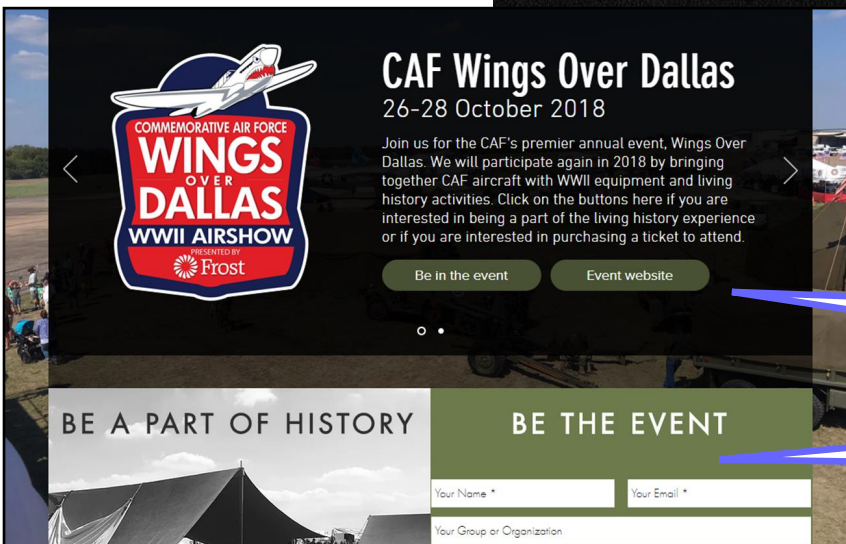 COMMEMORATIVE AIR FORCE
WINGS
OVER
DALLAS
WWII AIRSHOW
PRESENTED BY
Frost
CAF Wings Over Dallas
26-28 October 2018
Join us for the CAF's premier annual event, Wings Over
Dallas. We will participate again in 2018 by bringing
together CAF aircraft with WWII equipment and living
history activities. Click on the buttons here if you are
interested in being a part of the living history experience
or if you are interested in purchasing a ticket to attend.
Be in the event
Event website
BE A PART OF HISTORY
BE THE EVENT
Your Name *
Your Email *
Your Group or Organization